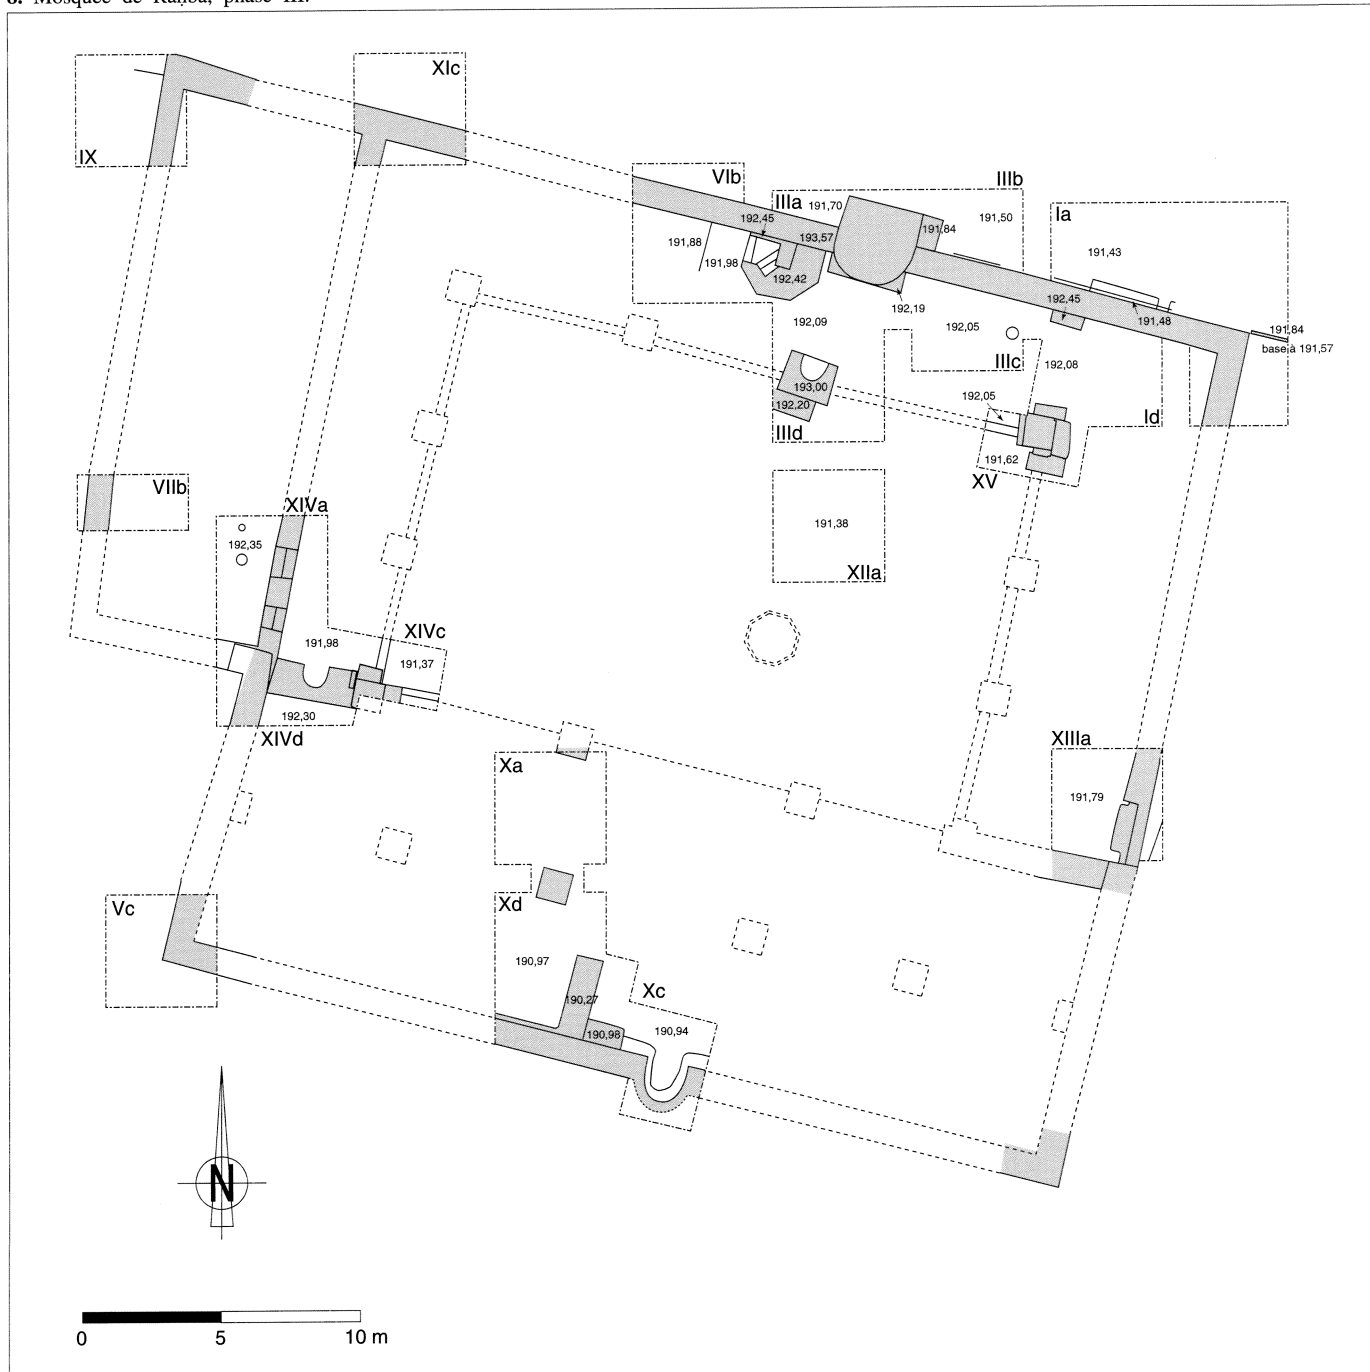 8. Mosquée de Raḥba, phase III.
XIc
IX
VIb
IIIa
IIIb
191,70
191,50
Ia
192,45
191,84
191,88
193,57
191,43
191,98
192,42
192,45
192,19
191,48
191,84
base à 191,57
192,09
192,05
IIIc
192,08
193,00
192,05
192,20
IIId
Id
191,62
XV
VIIb
XIVa
192,35
191,38
XIIa
191,98
XIVc
191,37
192,30
XIVd
XIIIa
Xa
191,79
Vc
Xd
190,97
190,27
Xc
190,98
190,94
N
0 5 10 m